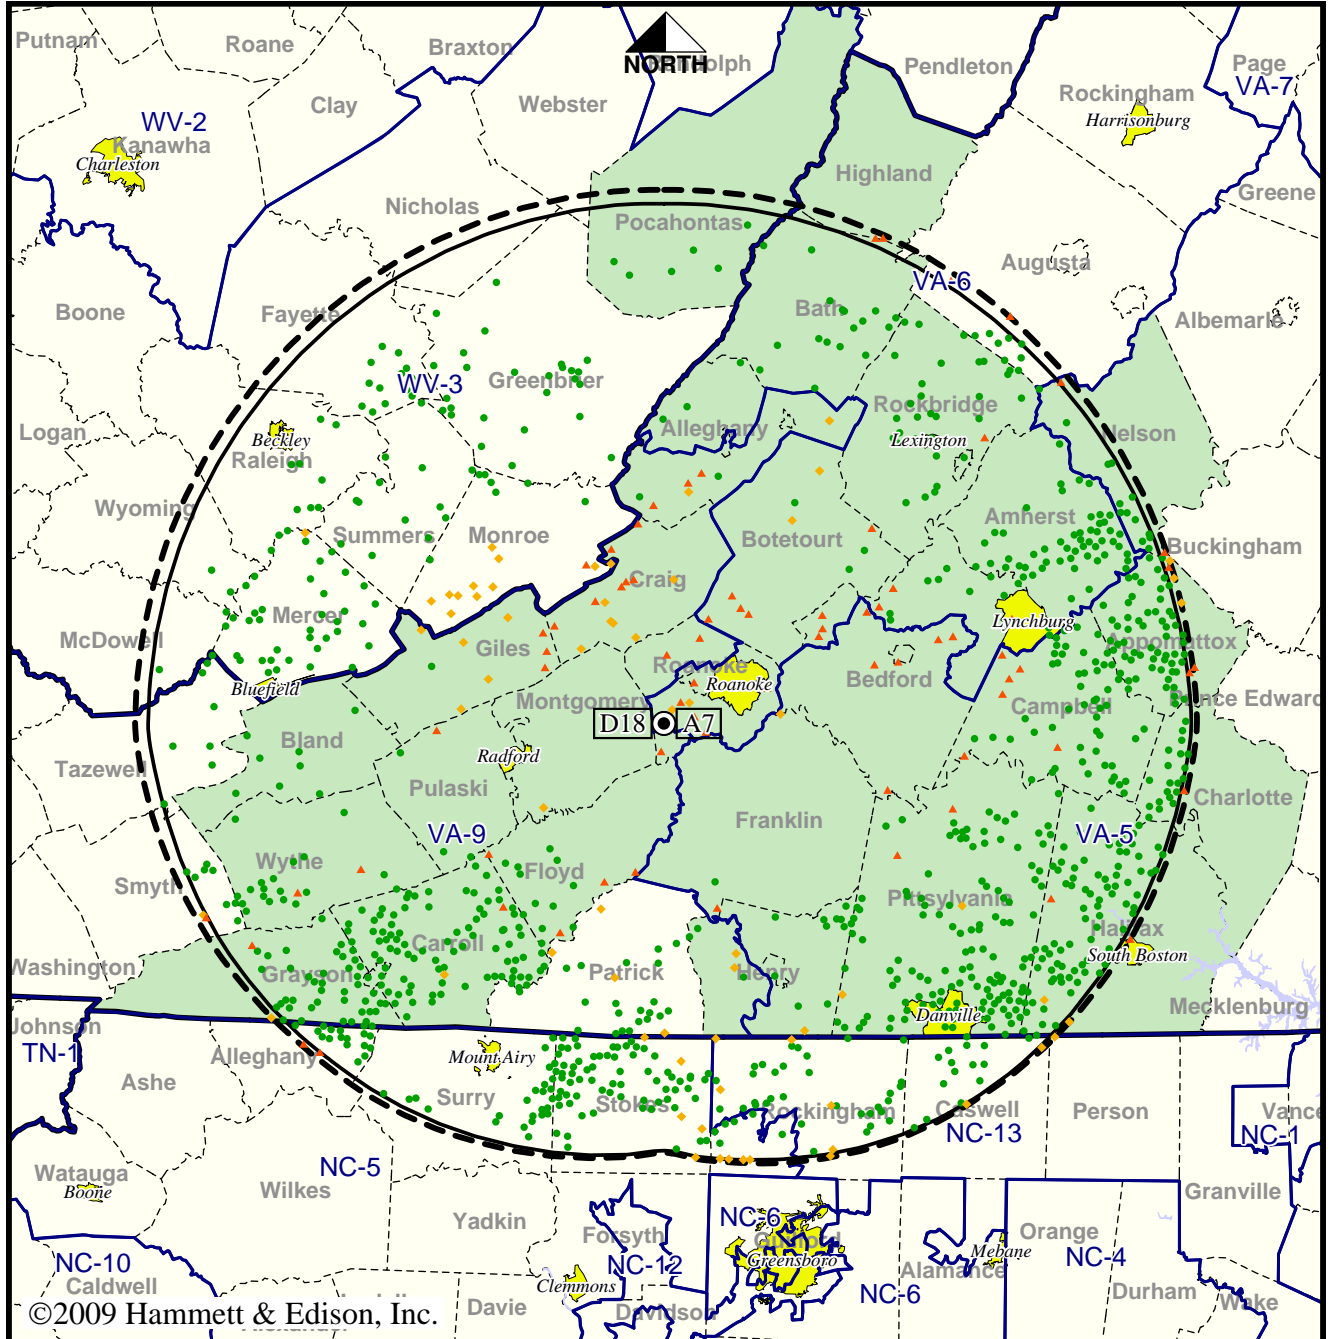 Putnam
Roane
Braxton
NORTH
Randolph
Pendleton
Page
VA-7
Clay
Webster
Rockingham
Harrisonburg
WV-2
Kanawha
Charleston
Highland
Greene
Nicholas
Pocahontas
Augusta
VA-6
Boone
Fayette
Bath
Albemarle
WV-3
Greenbrier
Rockbridge
Logan
Beckley
Raleigh
Alleghany
Lexington
Nelson
Wyoming
Summers
Monroe
Botetourt
Amherst
Buckingham
Craig
Mercer
McDowell
Giles
Lynchburg
Appomattox
Roanoke
Roanoke
Bedford
Bluefield
Montgomery
Campbell
Prince Edward
D18
A7
Bland
Radford
Tazewell
Pulaski
Charlotte
VA-9
Franklin
VA-5
Wythe
Floyd
Smyth
Pittsylvania
Halifax
Carroll
South Boston
Washington
Grayson
Patrick
Henry
Mecklenburg
Johnson
TN-1
Danville
Alleghany
Mount Airy
Ashe
Surry
Stokes
Rockingham
Caswell
NC-13
Person
Vance
NC-1
NC-5
Watauga
Boone
Wilkes
Granville
Yadkin
Forsyth
NC-6
Guilford
Greensboro
Orange
Mebane
NC-4
NC-10
Caldwell
NC-12
Clemmons
Alamance
NC-6
Durham
Wake
Davie
Davidson
Alexander
©2009 Hammett & Edison, Inc.